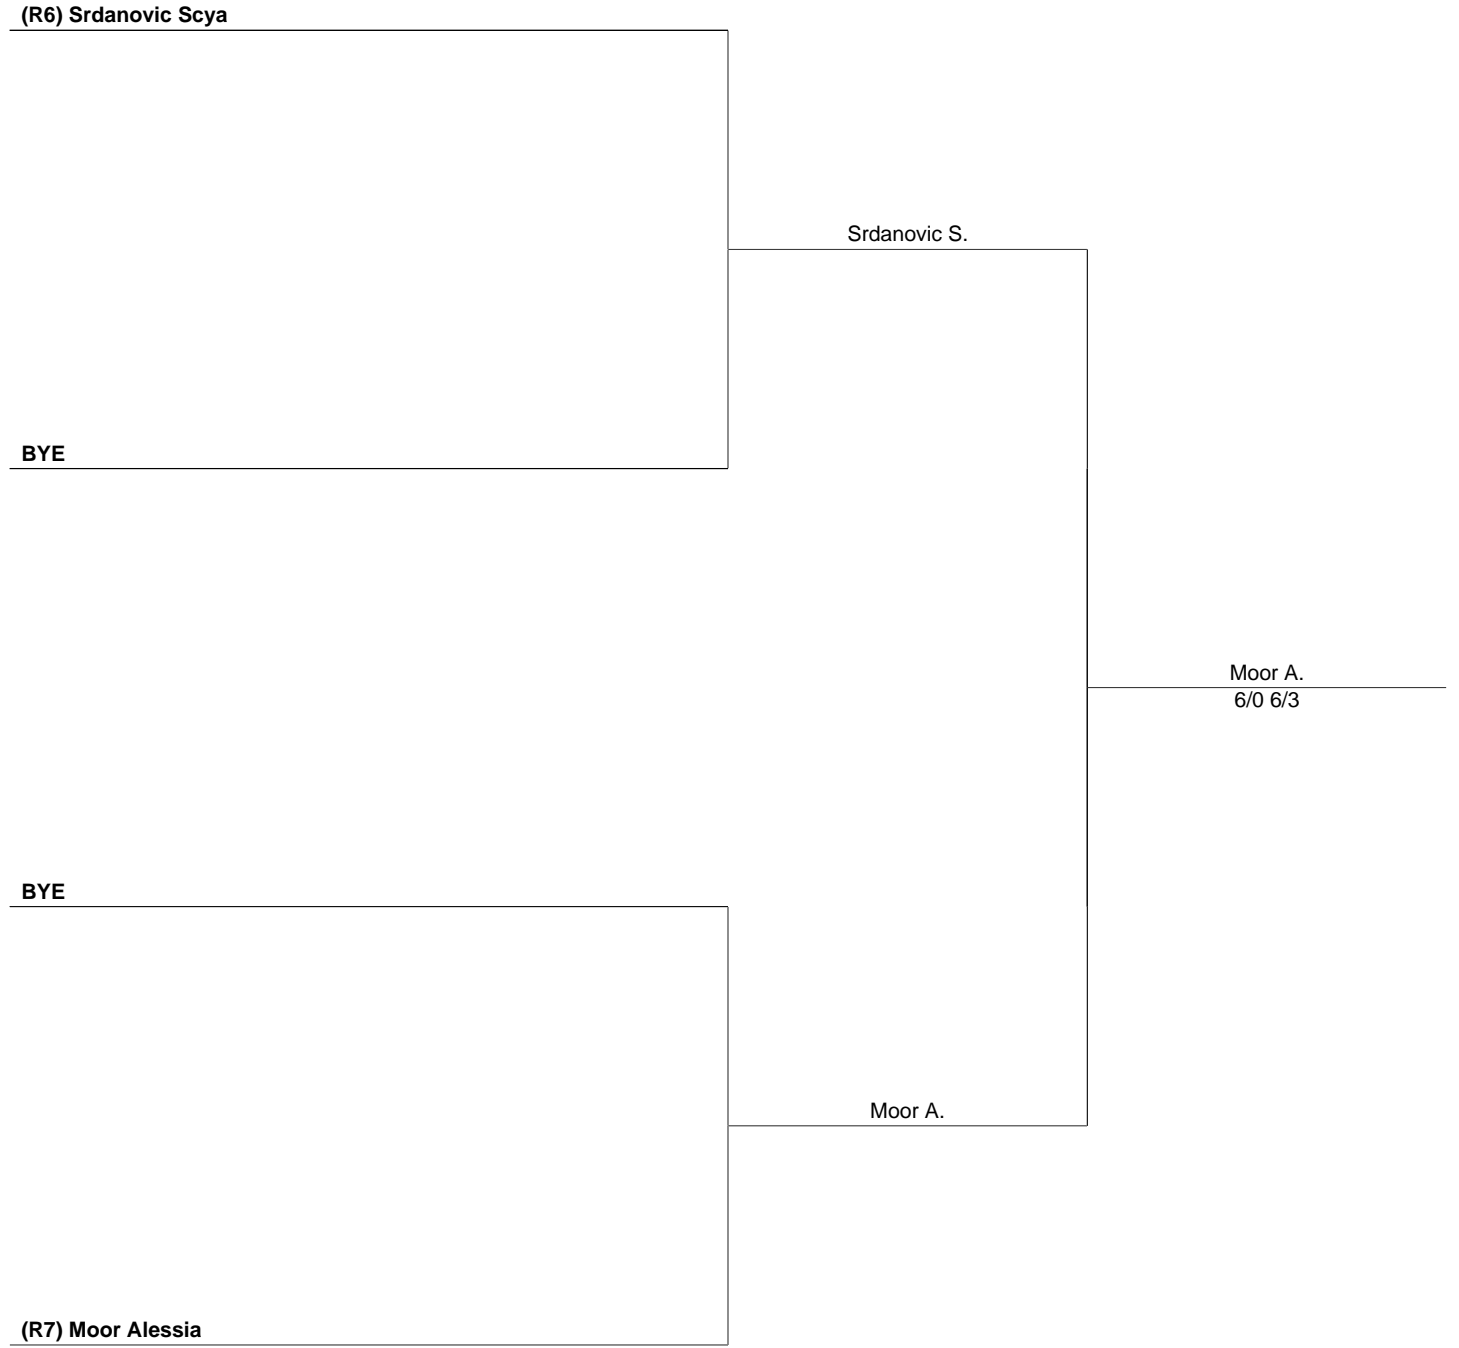 (R6) Srdanovic Scya
Srdanovic S.
BYE
Moor A.
6/0 6/3
BYE
Moor A.
(R7) Moor Alessia